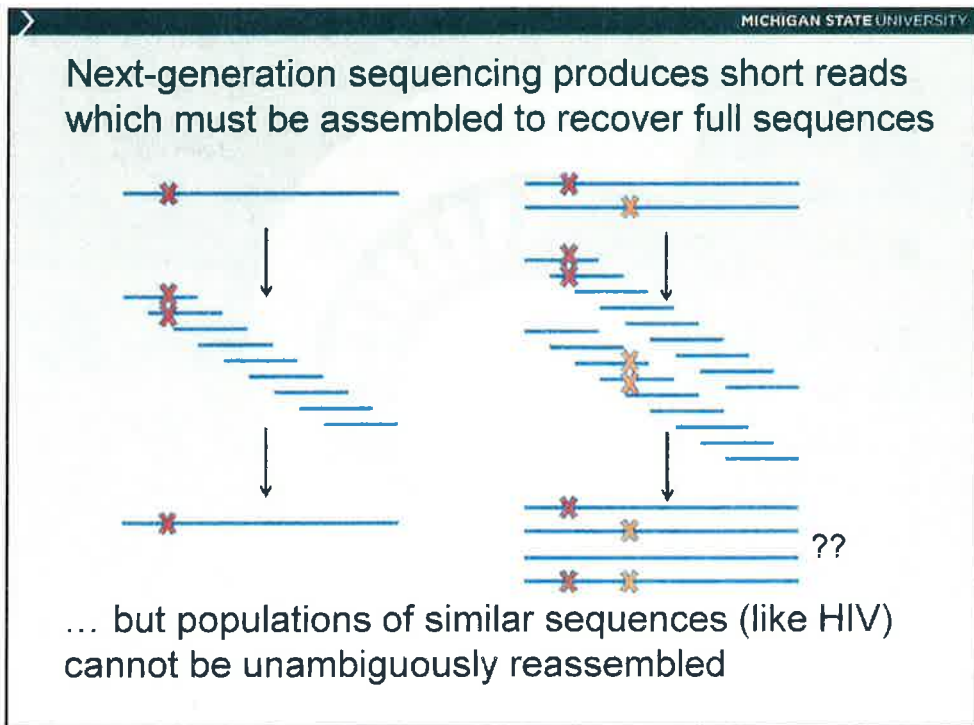 MICHIGAN STATE UNIVERSITY
Next-generation sequencing produces short reads
which must be assembled to recover full sequences
??
... but populations of similar sequences (like HIV)
cannot be unambiguously reassembled